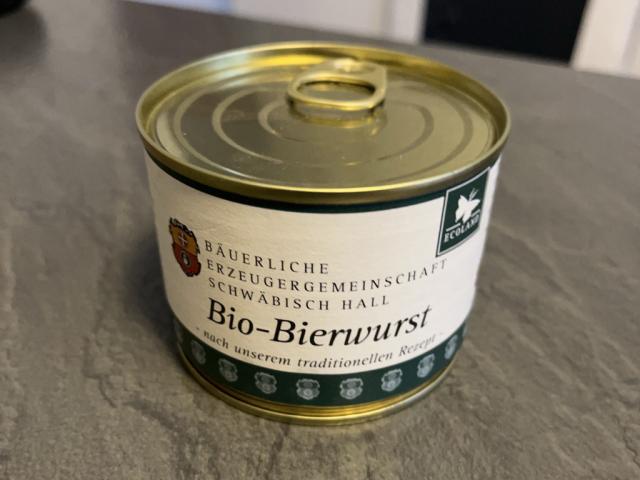 ECOLAND
BÄUERLICHE
ERZEUGERGEMEINSCHAFT
SCHWÄBISCH HALL
Bio-Bierwurst
- nach unserem traditionellen Rezept -